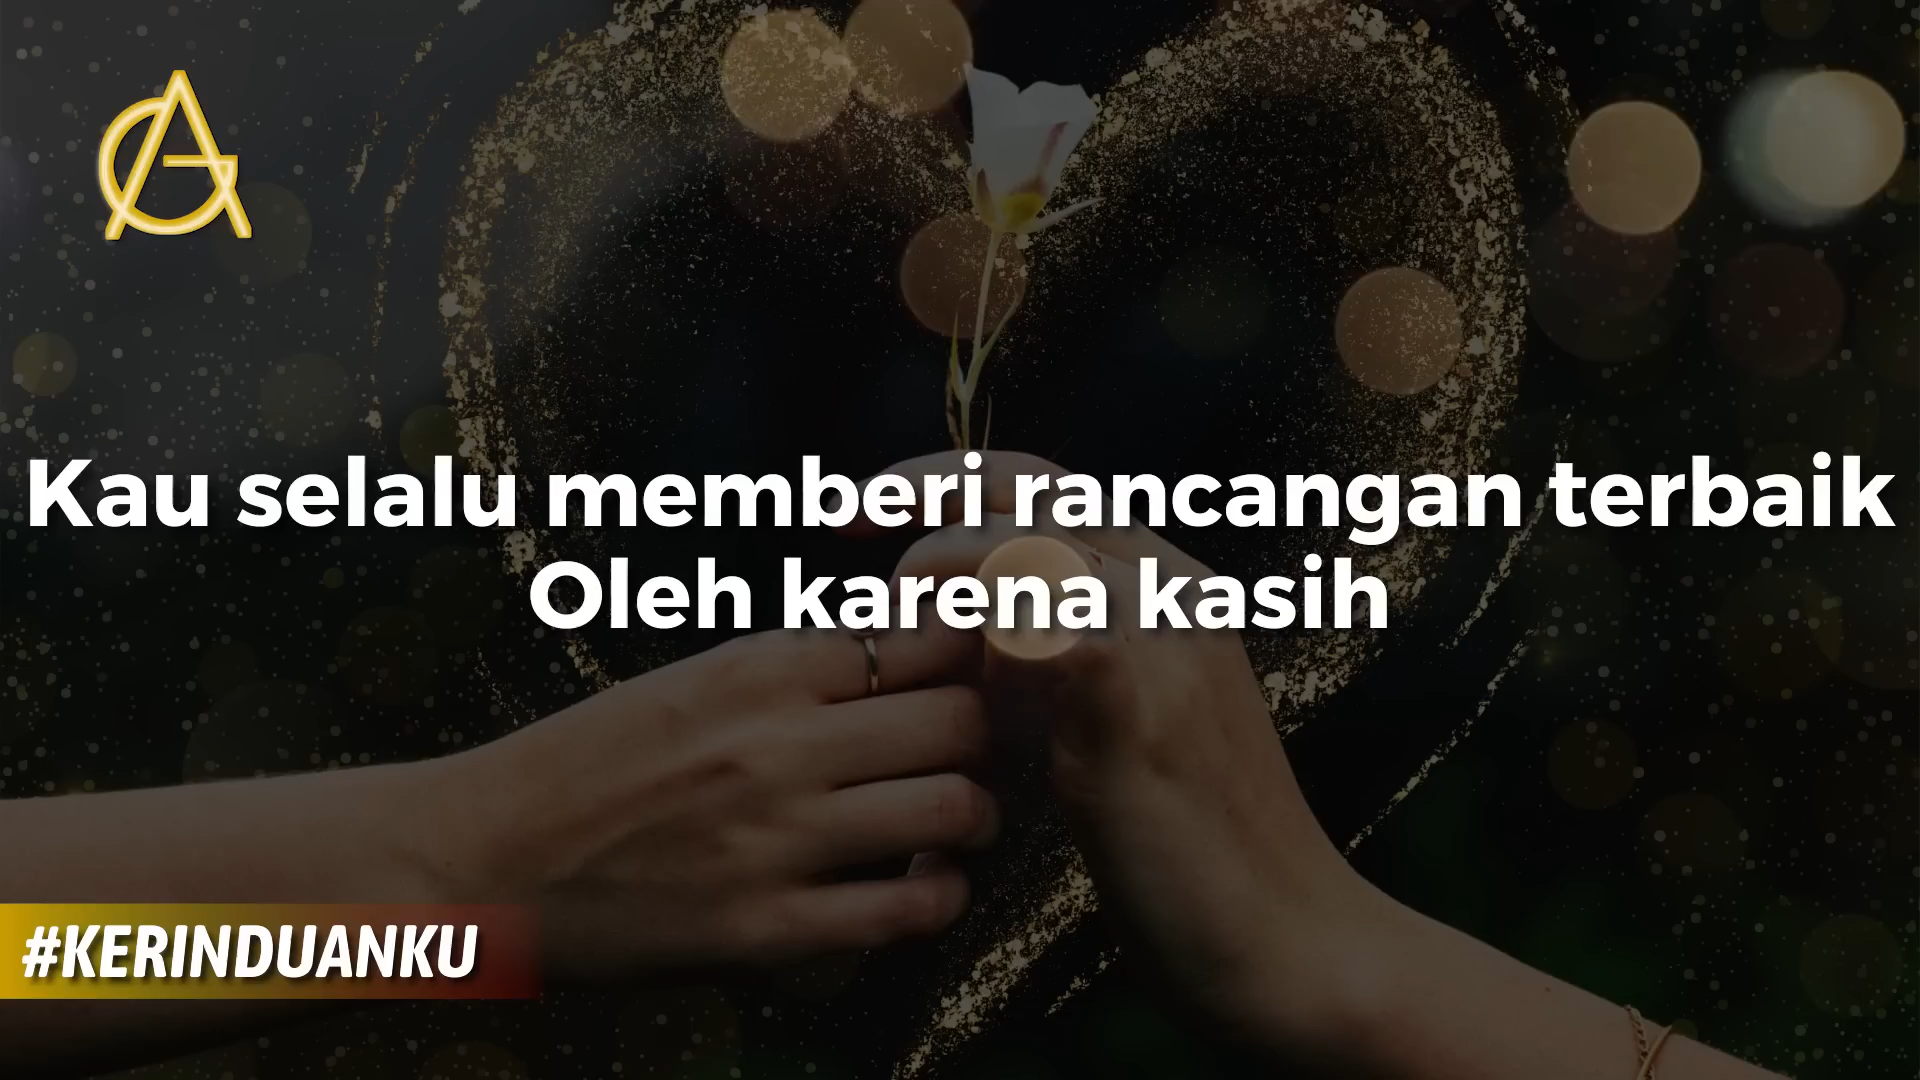 Kau selalu memberi rancangan terbaik
Oleh karena kasih
#KERINDUANKU